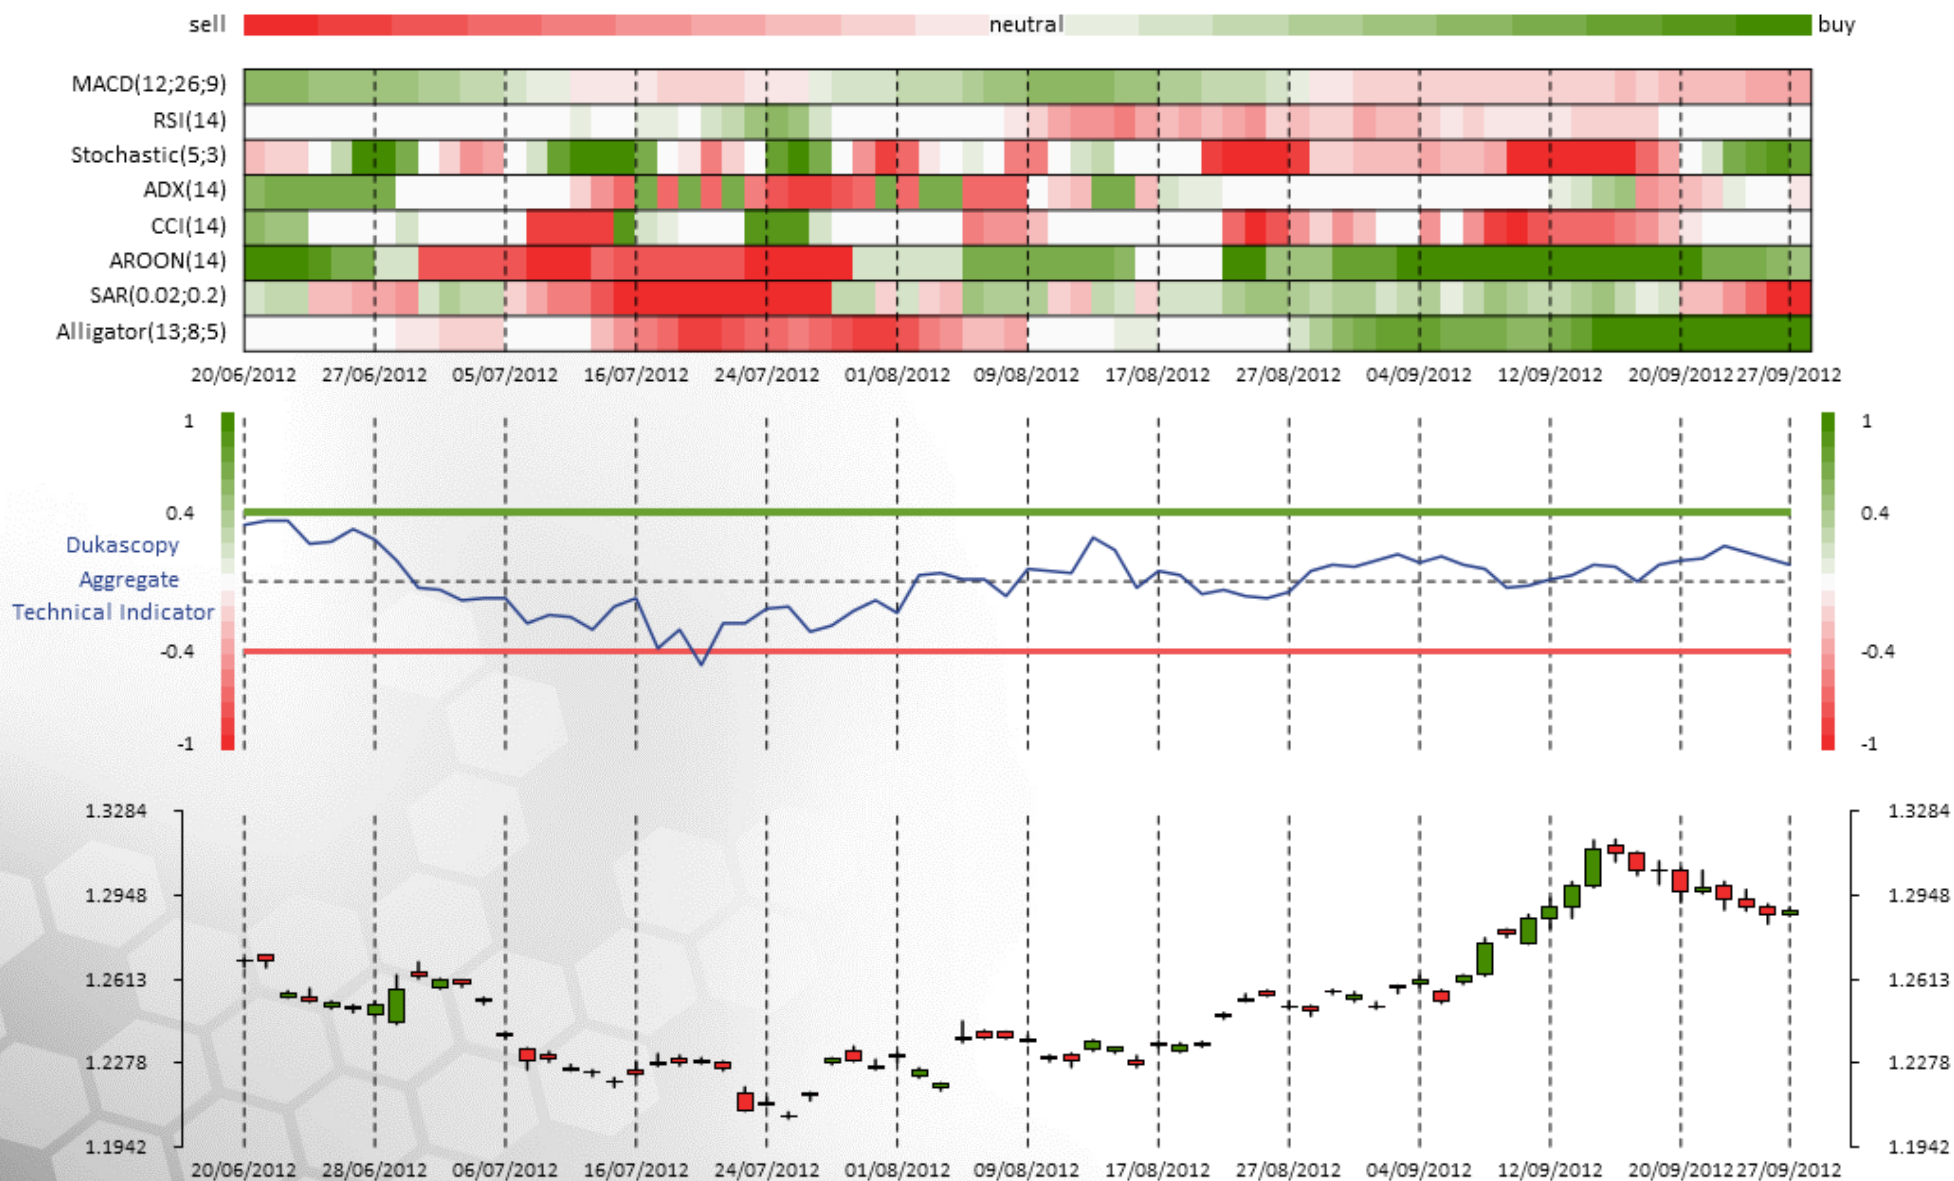 sell neutral buy
MACD(12;26;9)
RSI(14)
Stochastic(5;3)
ADX(14)
CCI(14)
AROON(14)
SAR(0.02;0.2)
Alligator(13;8;5)
20/06/2012 27/06/2012 05/07/2012 16/07/2012 24/07/2012 01/08/2012 09/08/2012 17/08/2012 27/08/2012 04/09/2012 12/09/2012 20/09/2012 27/09/2012
1 1
0.4 0.4
Dukascopy
Aggregate
Technical Indicator
-0.4 -0.4
-1 -1
1.3284 1.3284
1.2948 1.2948
1.2613 1.2613
1.2278 1.2278
1.1942 1.1942
20/06/2012 28/06/2012 06/07/2012 16/07/2012 24/07/2012 01/08/2012 09/08/2012 17/08/2012 27/08/2012 04/09/2012 12/09/2012 20/09/2012 27/09/2012